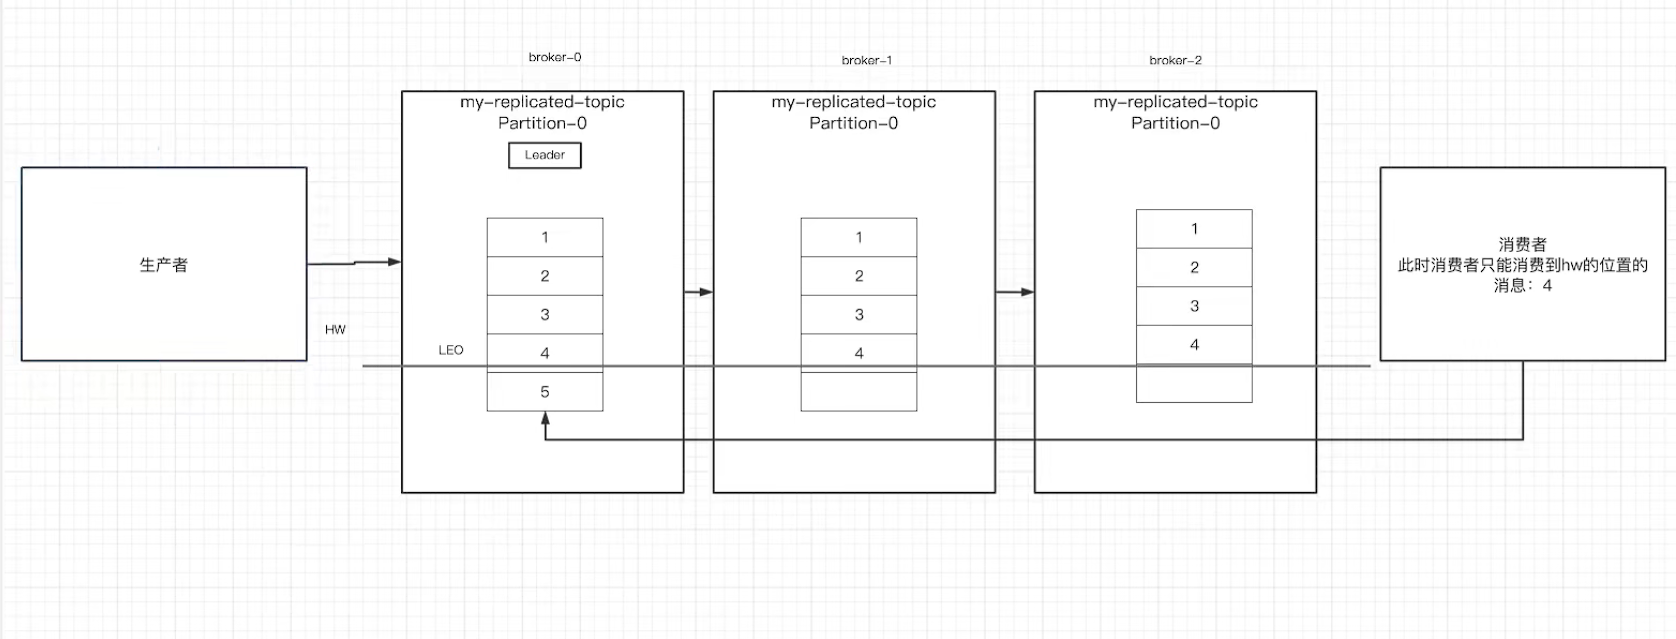 broker-0
broker-1
broker-2
my-replicated-topic
Partition-0
Leader
my-replicated-topic
Partition-0
my-replicated-topic
Partition-0
生产者
HW
LEO
1
2
3
4
5
1
2
3
4
1
2
3
4
消费者
此时消费者只能消费到hw的位置的
消息：4